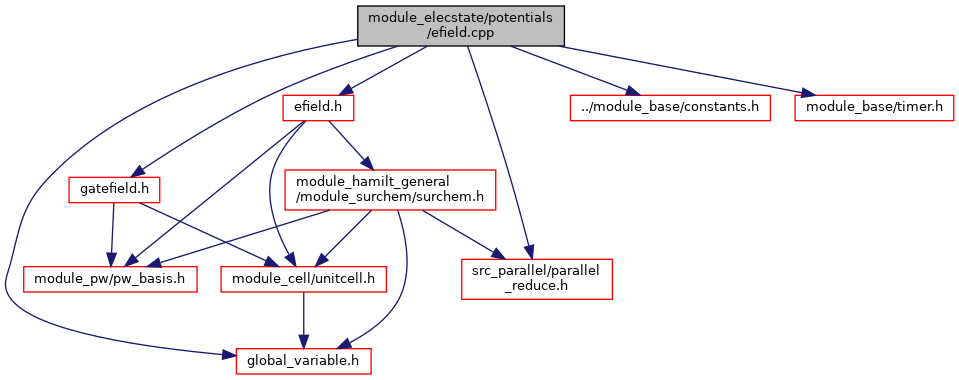 module_elecstate/potentials
/efield.cpp
efield.h
../module_base/constants.h
module_base/timer.h
gatefield.h
module_hamilt_general
/module_surchem/surchem.h
module_pw/pw_basis.h
module_cell/unitcell.h
src_parallel/parallel
_reduce.h
global_variable.h